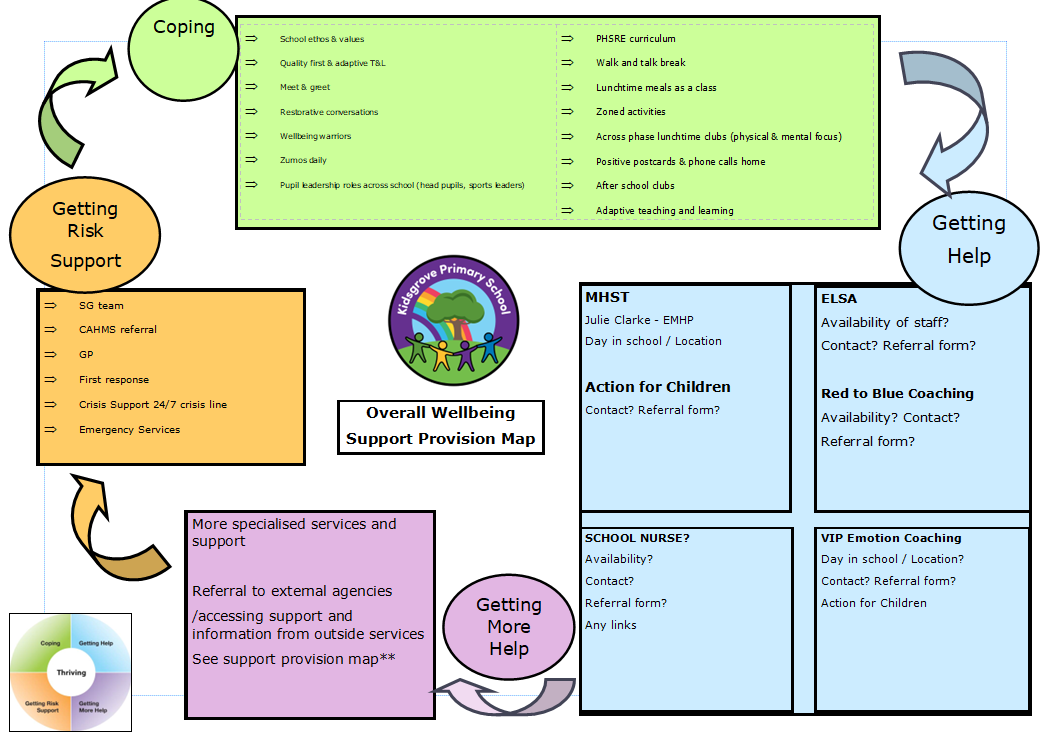 Coping
School ethos & values
Quality first & adaptive T&L
Meet & greet
Restorative conversations
Wellbeing warriors
Zumos daily
Pupil leadership roles across school (head pupils, sports leaders)
PHSRE curriculum
Walk and talk break
Lunchtime meals as a class
Zoned activities
Across phase lunchtime clubs (physical & mental focus)
Positive postcards & phone calls home
After school clubs
Adaptive teaching and learning
Getting
Help
MHST
Julie Clarke - EMHP
Day in school / Location
Action for Children
Contact? Referral form?
ELSA
Availability of staff?
Contact? Referral form?
Red to Blue Coaching
Availability? Contact?
Referral form?
SCHOOL NURSE?
Availability?
Contact?
Referral form?
Any links
VIP Emotion Coaching
Day in school / Location?
Contact? Referral form?
Action for Children
Getting
More
Help
More specialised services and
support
Referral to external agencies
/accessing support and
information from outside services
See support provision map**
Getting
Risk
Support
SG team
CAHMS referral
GP
First response
Crisis Support 24/7 crisis line
Emergency Services
Kidsgrove Primary School
Overall Wellbeing
Support Provision Map
Coping
Getting Help
Thriving
Getting Risk
Support
Getting
More Help